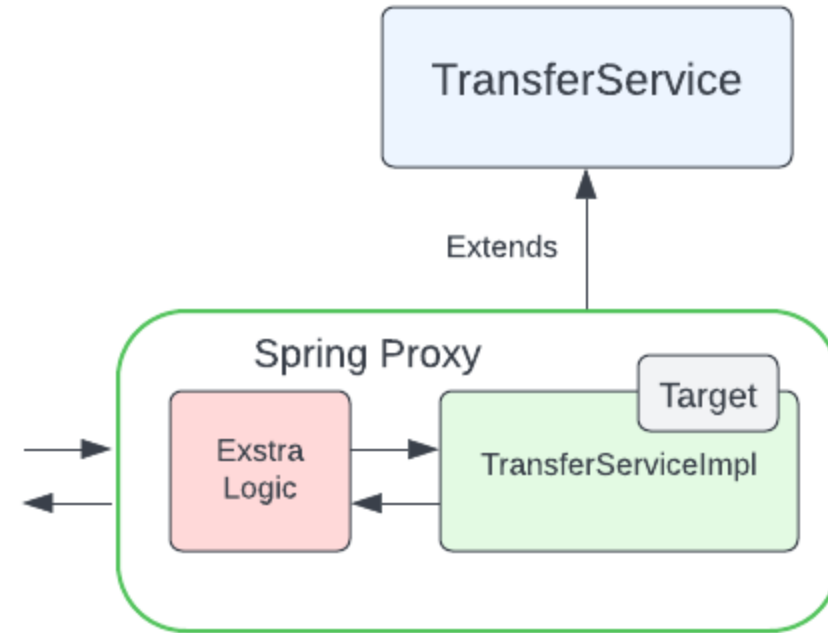 TransferService
Extends
Spring Proxy
Target
Exstra
Logic
TransferServiceImpl